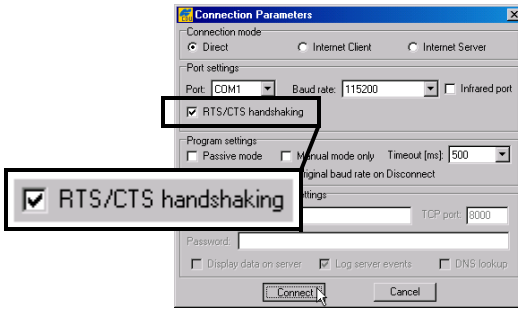 Connection Parameters
Connection mode
Direct Internet Client Internet Server
Port settings
Port: COM1 Baud rate: 115200 Infrared port
RTS/CTS handshaking
Program settings
Passive mode Manual mode only Timeout [ms]: 500
original baud rate on Disconnect
RTS/CTS handshaking
ettings
TCP port: 8000
Password:
Display data on server Log server events DNS lookup
Connect Cancel